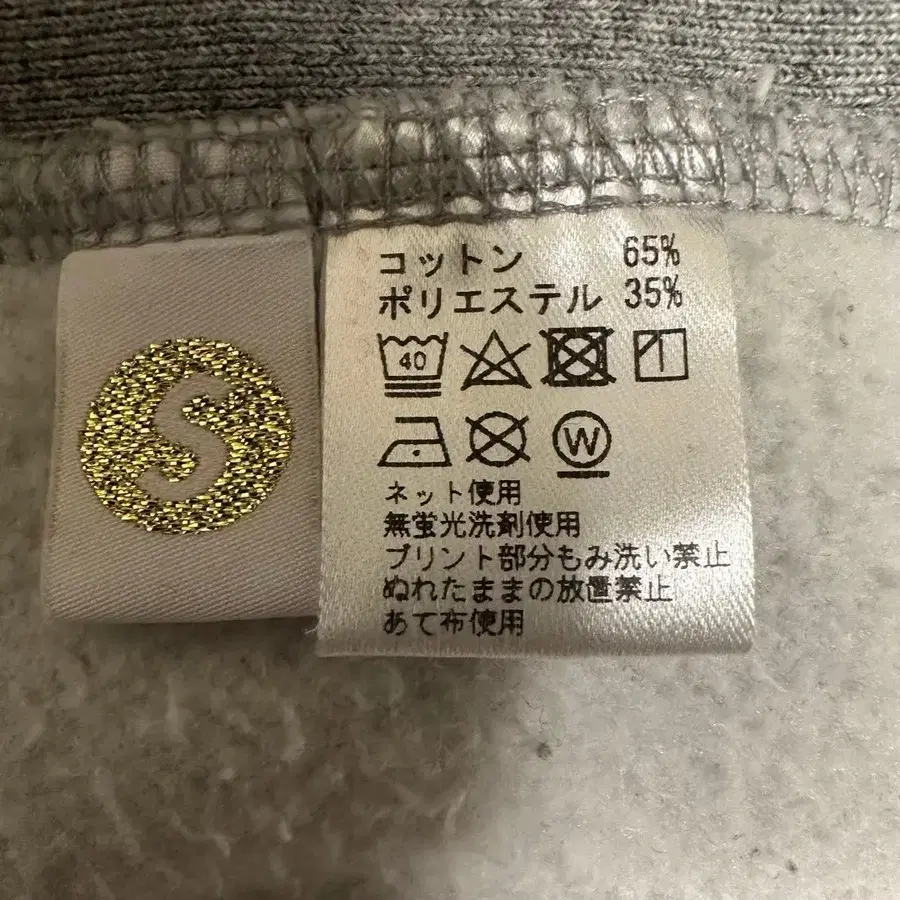 S
コットン 65%
ポリエステル 35%
40
W
ネット使用
無蛍光洗剤使用
プリント部分もみ洗い禁止
ぬれたままの放置禁止
あて布使用